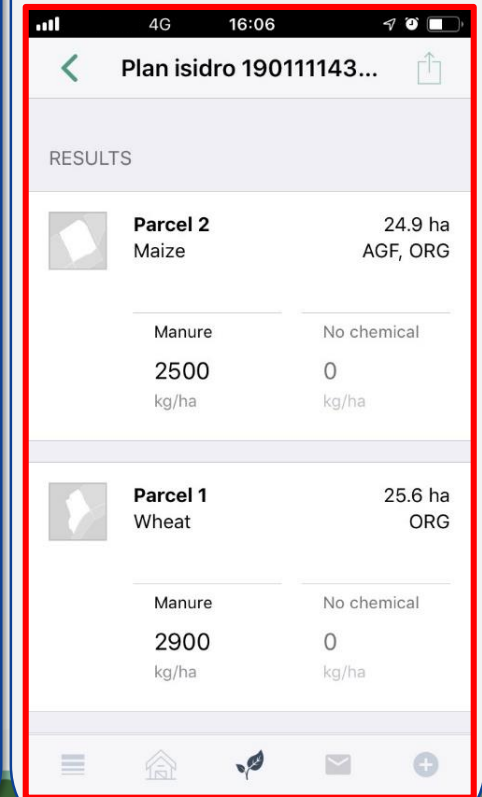 4G 16:06
Plan isidro 190111143...
RESULTS
Parcel 2 24.9 ha
Maize AGF, ORG
Manure No chemical
2500 0
kg/ha kg/ha
Parcel 1 25.6 ha
Wheat ORG
Manure No chemical
2900 0
kg/ha kg/ha